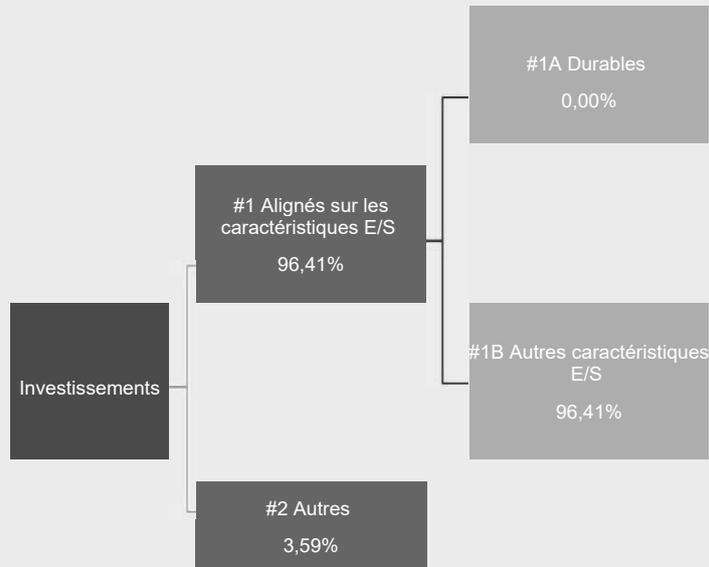 #1A Durables
0,00%
#1 Alignés sur les
caractéristiques E/S
96,41%
Investissements
#1B Autres caractéristiques
E/S
96,41%
#2 Autres
3,59%